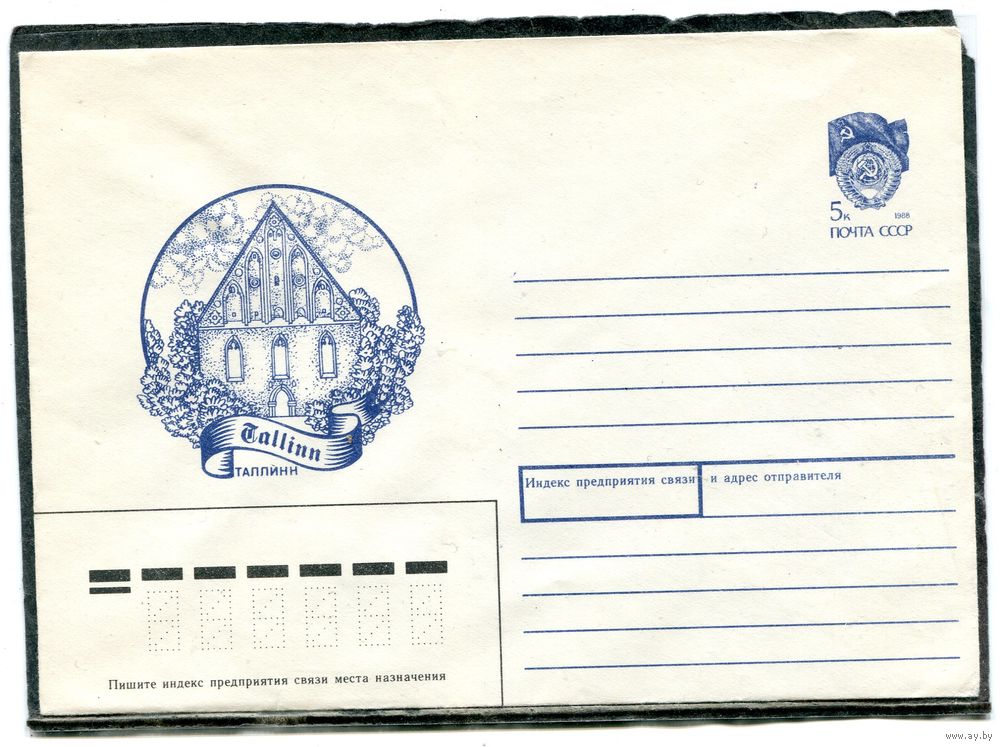 5к 1988
ПОЧТА СССР
Tallinn
ТАЛЛИНН
Индекс предприятия связи и адрес отправителя
Пишите индекс предприятия связи места назначения
www.ay.by